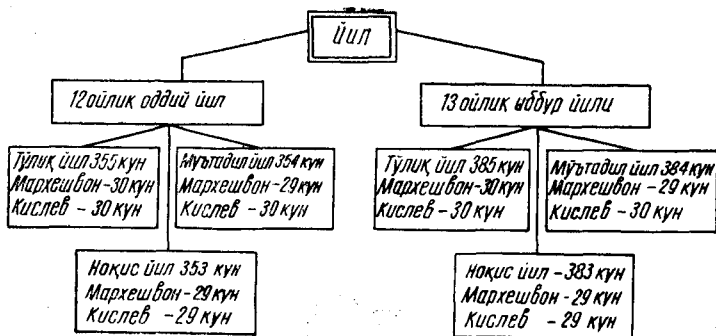 йил
12 ойлик оддий йил
13 ойлик иббур йили
Тўлиқ йил 355 кун
Мархешвон - 30 кун
Кислев - 30 кун
Мўътадил йил 354 кун
Мархешвон - 29 кун
Кислев - 30 кун
Ноқис йил 353 кун
Мархешвон - 29 кун
Кислев - 29 кун
Тўлиқ йил 385 кун
Мархешвон - 30 кун
Кислев - 30 кун
Мўътадил йил 384 кун
Мархешвон - 29 кун
Кислев - 30 кун
Ноқис йил - 383 кун
Мархешвон - 29 кун
Кислев - 29 кун